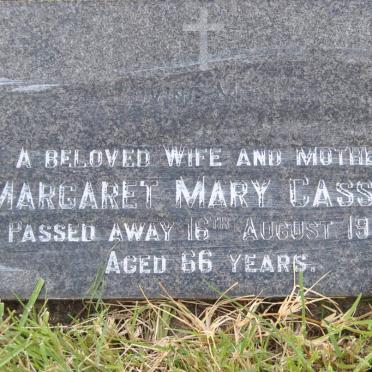 A BELOVED WIFE AND MOTHE
MARGARET MARY CASS
PASSED AWAY 16TH AUGUST 19
AGED 66 YEARS.